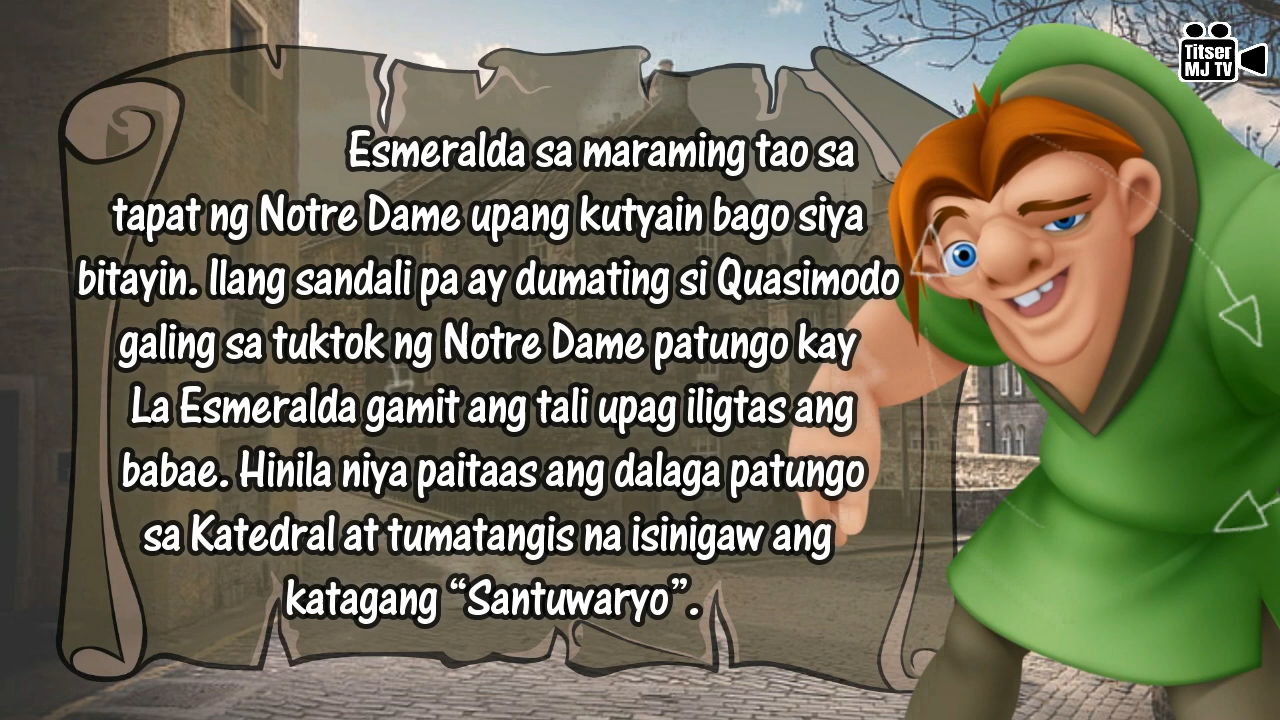 Titser
MJ TV
Esmeralda sa maraming tao sa
tapat ng Notre Dame upang kutyain bago siya
bitayin. Ilang sandali pa ay dumating si Quasimodo
galing sa tuktok ng Notre Dame patungo kay
La Esmeralda gamit ang tali upag iligtas ang
babae. Hinila niya paitaas ang dalaga patungo
sa Katedral at tumatangis na isinigaw ang
katagang “Santuwaryo”.